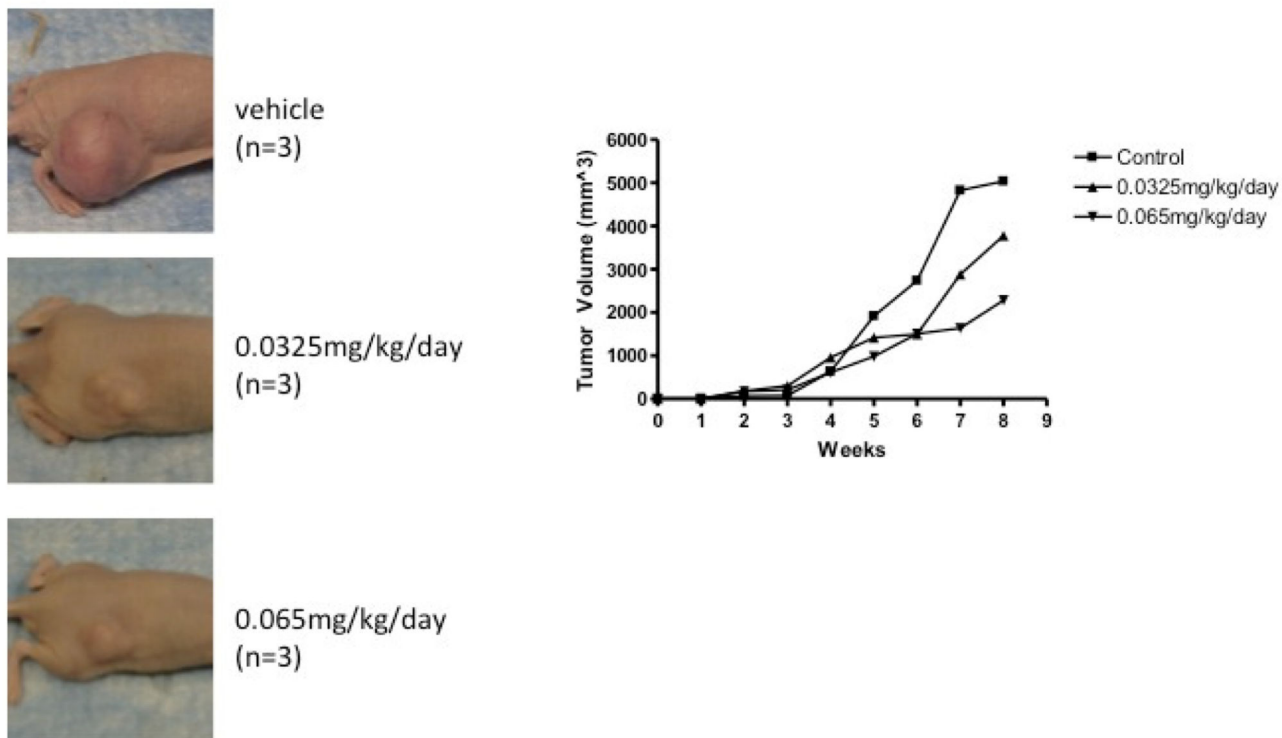 vehicle
(n=3)
0.0325mg/kg/day
(n=3)
0.065mg/kg/day
(n=3)
6000
5000
4000
3000
2000
1000
0
Tumor Volume (mm^3)
0 1 2 3 4 5 6 7 8 9
Weeks
Control
0.0325mg/kg/day
0.065mg/kg/day